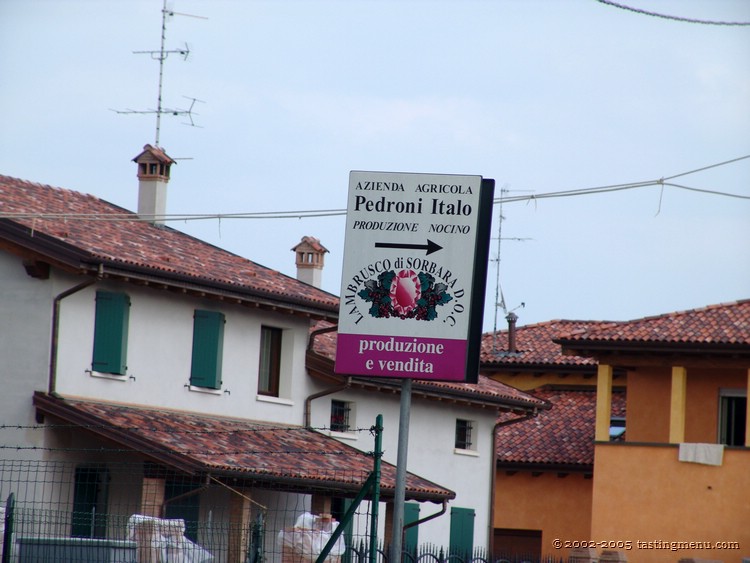 AZIENDA AGRICOLA
Pedroni Italo
PRODUZIONE NOCINO
LAMBRUSCO di SORBARA D.O.C.
produzione
e vendita
©2002-2005 tastingmenu.com